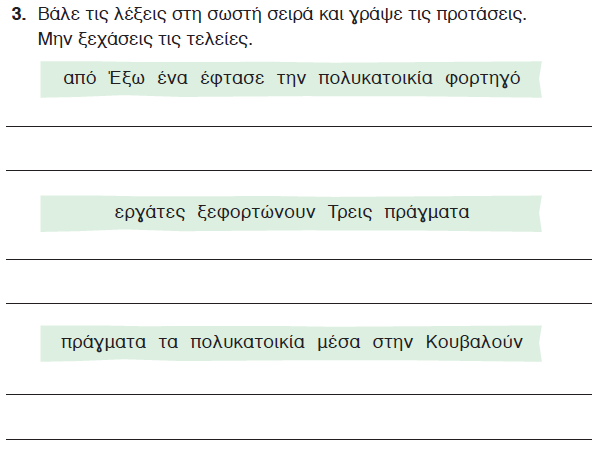 3. Βάλε τις λέξεις στη σωστή σειρά και γράψε τις προτάσεις.
Μην ξεχάσεις τις τελείες.
από Έξω ένα έφτασε την πολυκατοικία φορτηγό
εργάτες ξεφορτώνουν Τρεις πράγματα
πράγματα τα πολυκατοικία μέσα στην Κουβαλούν